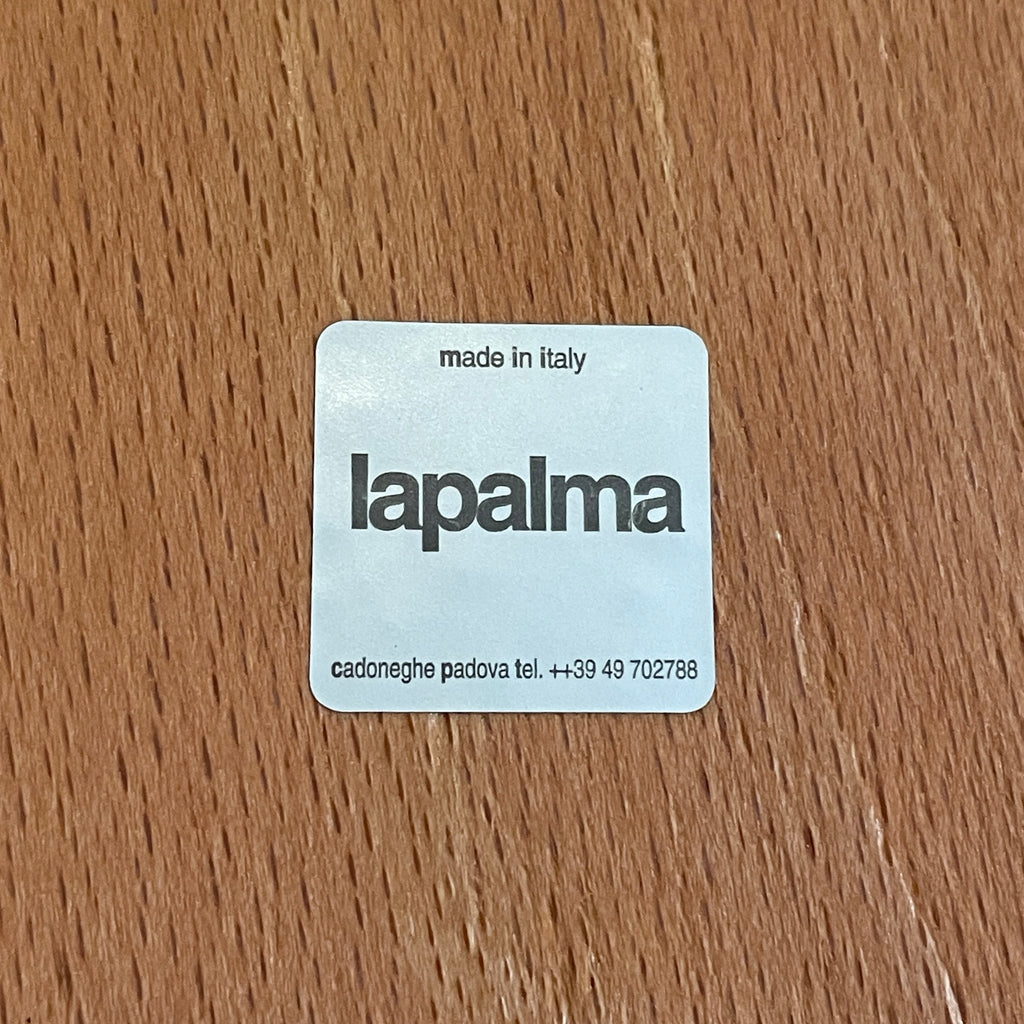 made in italy
lapalma
cadoneghe padova tel. ++39 49 702788